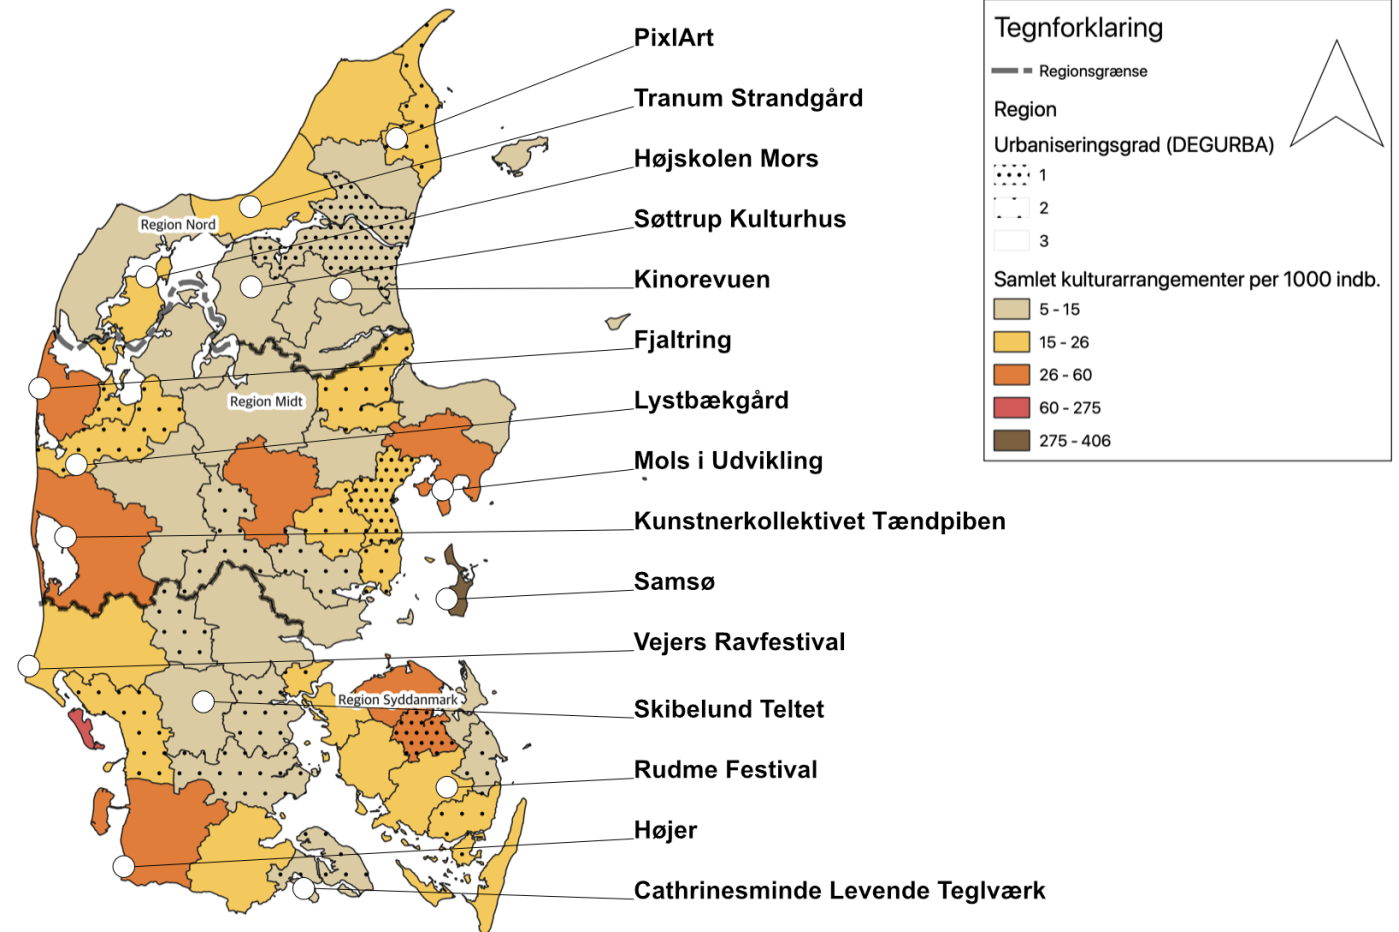 PixlArt
Tranum Strandgård
Højskolen Mors
Søttrup Kulturhus
Kinorevuen
Fjaltring
Lystbækgård
Mols i Udvikling
Kunstnerkollektivet Tændpiben
Samsø
Vejers Ravfestival
Skibelund Teltet
Rudme Festival
Højer
Cathrinesminde Levende Teglværk
Region Nord
Region Midt
Region Syddanmark
Tegnforklaring
Regionsgrænse
Region
Urbaniseringsgrad (DEGURBA)
1
2
3
Samlet kulturarrangementer per 1000 indb.
5 - 15
15 - 26
26 - 60
60 - 275
275 - 406